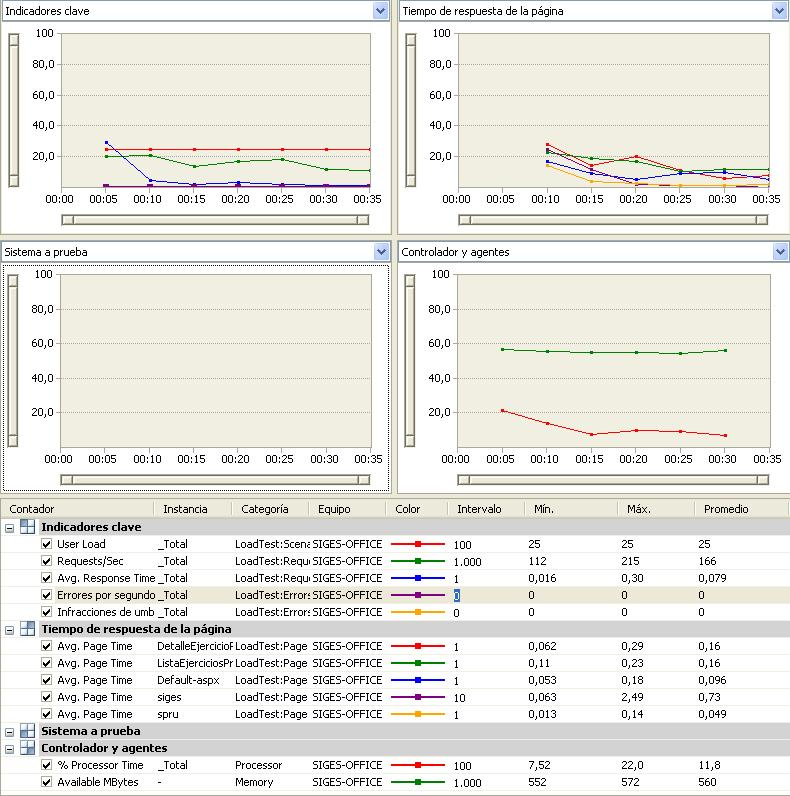 Indicadores clave
100
80,0
60,0
40,0
20,0
00:00 00:05 00:10 00:15 00:20 00:25 00:30 00:35
Tiempo de respuesta de la página
100
80,0
60,0
40,0
20,0
00:00 00:05 00:10 00:15 00:20 00:25 00:30 00:35
Sistema a prueba
100
80,0
60,0
40,0
20,0
00:00 00:05 00:10 00:15 00:20 00:25 00:30 00:35
Controlador y agentes
100
80,0
60,0
40,0
20,0
00:00 00:05 00:10 00:15 00:20 00:25 00:30 00:35
Contador Instancia Categoría Equipo Color Intervalo Mín. Máx. Promedio
Indicadores clave
User Load _Total LoadTest:Scena SIGES-OFFICE 100 25 25 25
Requests/Sec _Total LoadTest:Requ SIGES-OFFICE 1.000 112 215 166
Avg. Response Time _Total LoadTest:Requ SIGES-OFFICE 1 0,016 0,30 0,079
Errores por segundo _Total LoadTest:Errors SIGES-OFFICE 0 0 0 0
Infracciones de umb _Total LoadTest:Errors SIGES-OFFICE 0 0 0 0
Tiempo de respuesta de la página
Avg. Page Time DetalleEjercicioF LoadTest:Page SIGES-OFFICE 1 0,062 0,29 0,16
Avg. Page Time ListaEjerciciosPr LoadTest:Page SIGES-OFFICE 1 0,11 0,23 0,16
Avg. Page Time Default-aspx LoadTest:Page SIGES-OFFICE 1 0,053 0,18 0,096
Avg. Page Time siges LoadTest:Page SIGES-OFFICE 10 0,063 2,49 0,73
Avg. Page Time spru LoadTest:Page SIGES-OFFICE 1 0,013 0,14 0,049
Sistema a prueba
Controlador y agentes
% Processor Time _Total Processor SIGES-OFFICE 100 7,52 22,0 11,8
Available MBytes - Memory SIGES-OFFICE 1.000 552 572 560